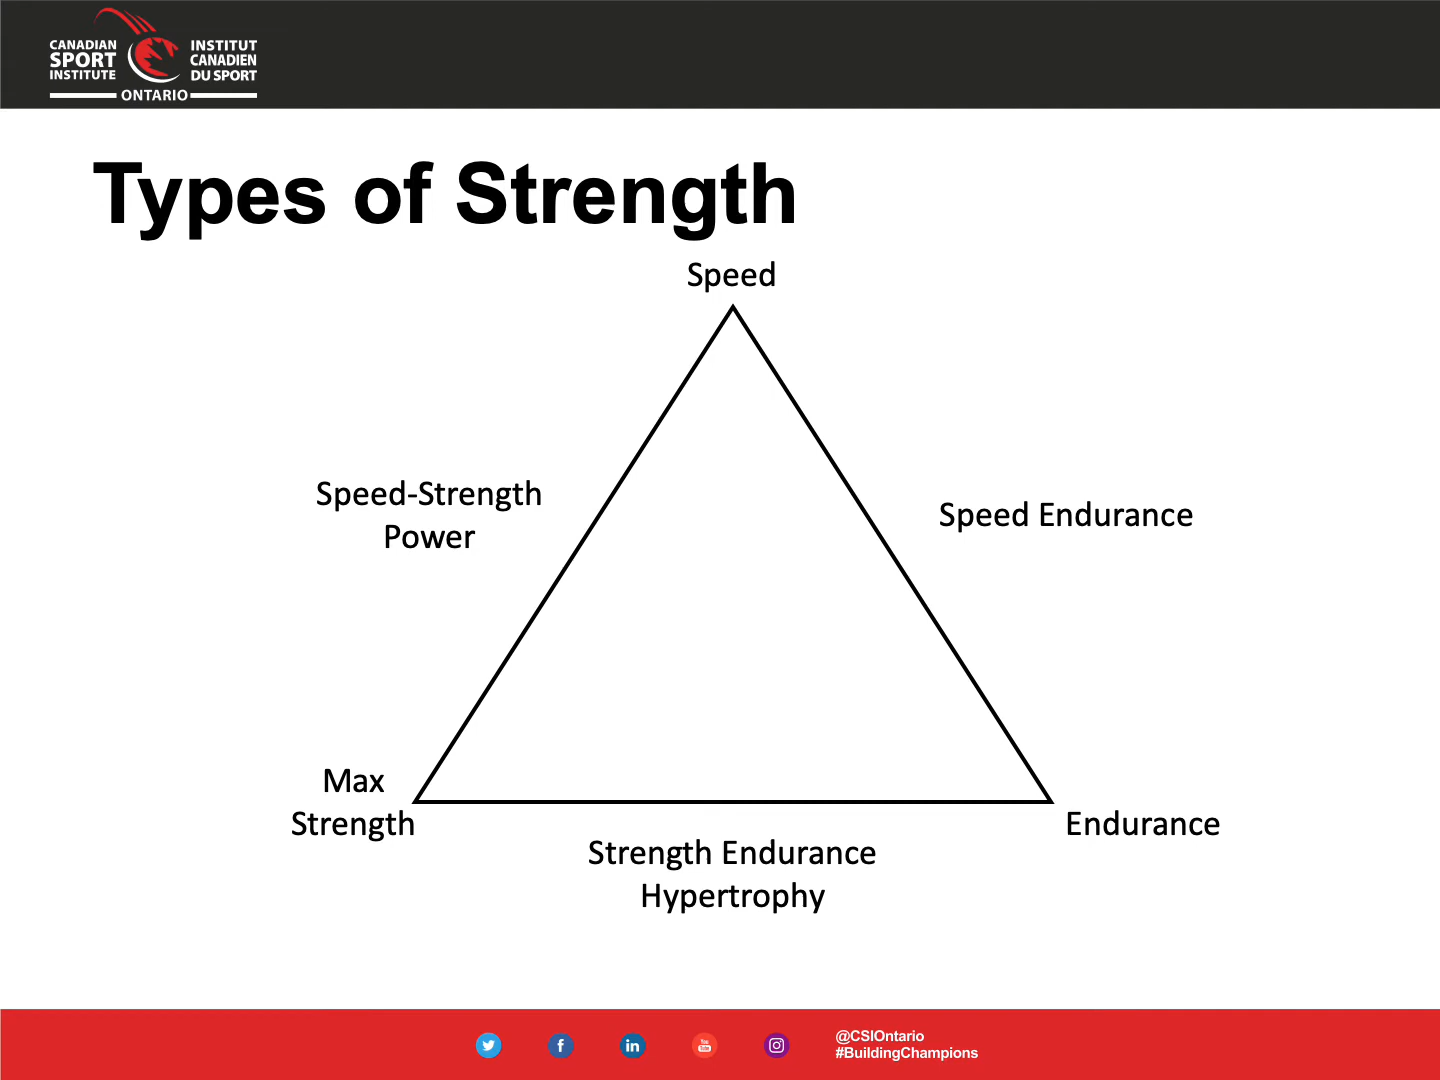 CANADIAN
SPORT
INSTITUTE
INSTITUT
CANADIEN
DU SPORT
ONTARIO
Types of Strength
Speed
Speed-Strength
Power
Speed Endurance
Max
Strength
Endurance
Strength Endurance
Hypertrophy
@CSIOntario
#BuildingChampions